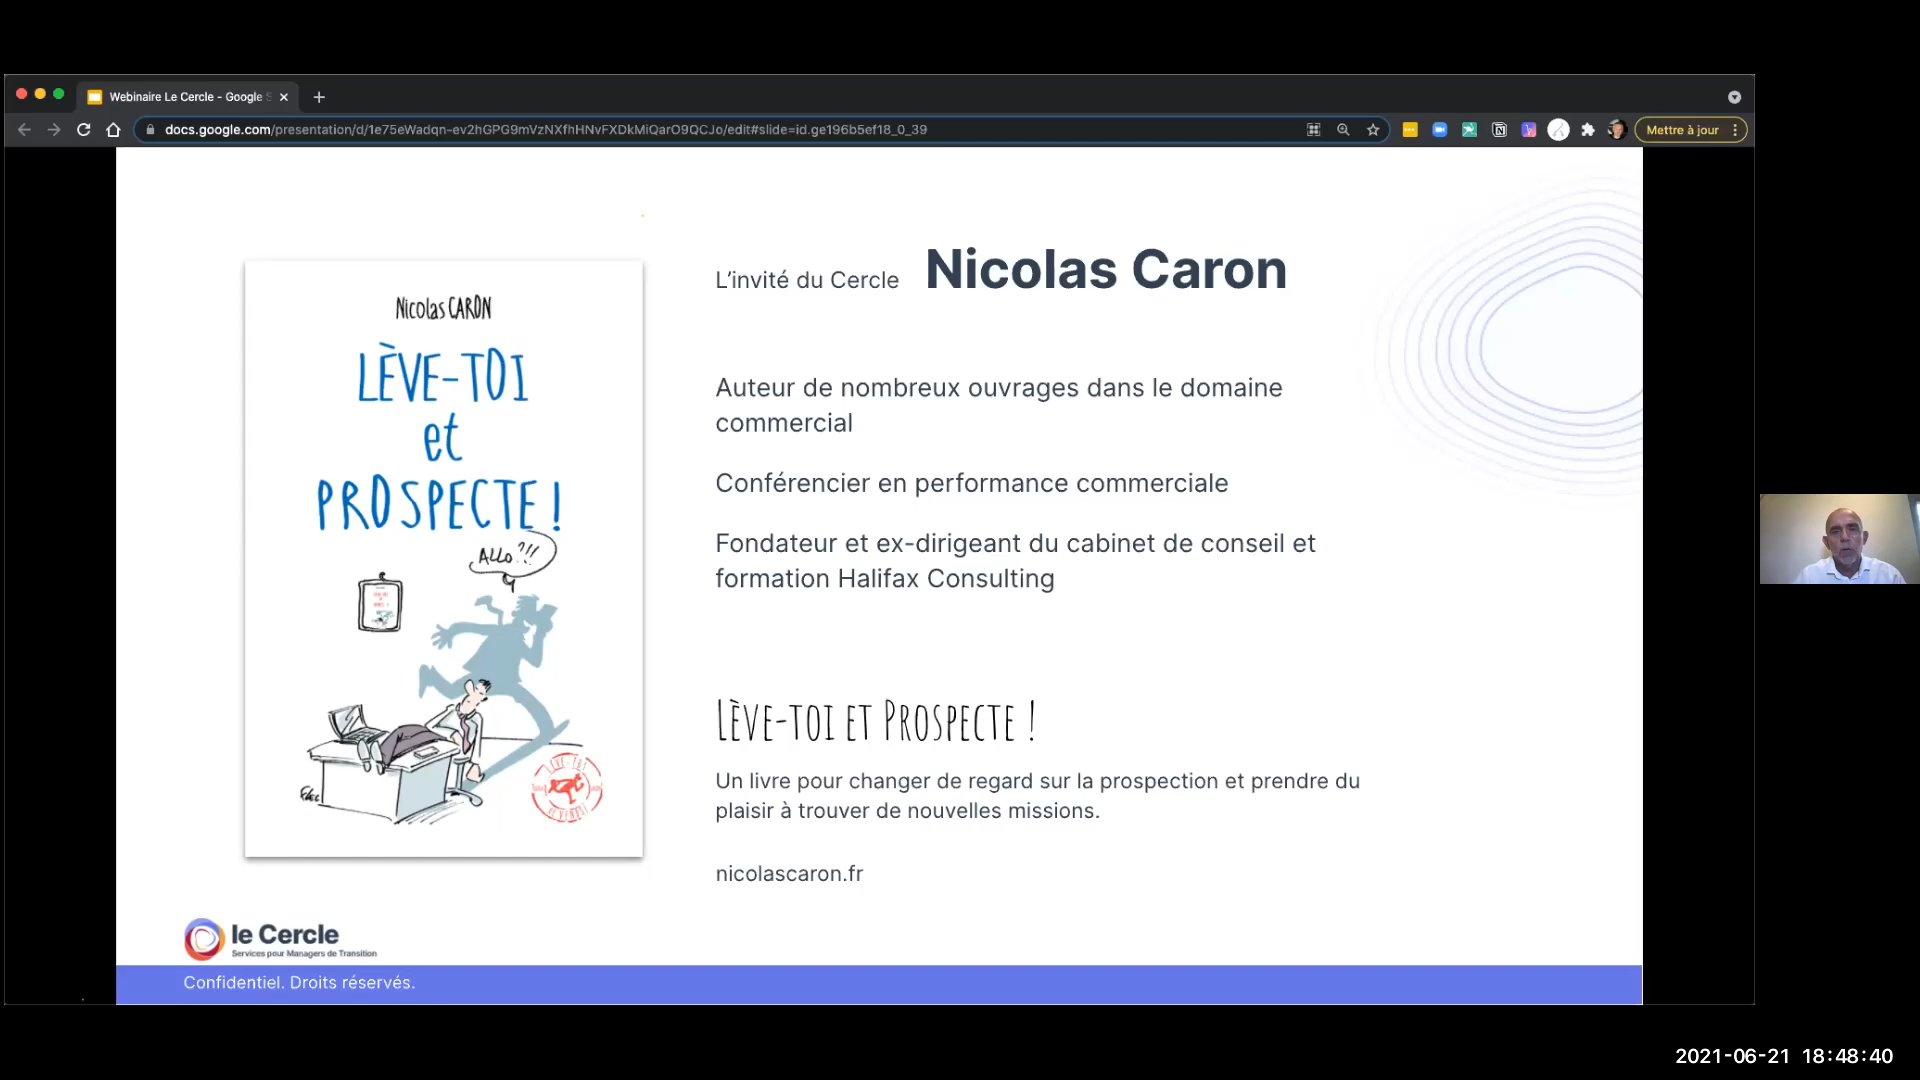 Webinaire Le Cercle - Google S
docs.google.com/presentation/d/1e75eWadqn-ev2hGPG9mVzNXfhHNvFXDkMiQarO9QCJo/edit#slide=id.ge196b5ef18_0_39
Mettre à jour
Nicolas CARON
LÈVE-TOI
et
PROSPECTE !
ALLO ?!!
L'invité du Cercle Nicolas Caron
Auteur de nombreux ouvrages dans le domaine
commercial
Conférencier en performance commerciale
Fondateur et ex-dirigeant du cabinet de conseil et
formation Halifax Consulting
LÈVE-TOI ET PROSPECTE !
Un livre pour changer de regard sur la prospection et prendre du
plaisir à trouver de nouvelles missions.
nicolascaron.fr
le Cercle
Services pour Managers de Transition
Confidentiel. Droits réservés.
2021-06-21 18:48:40